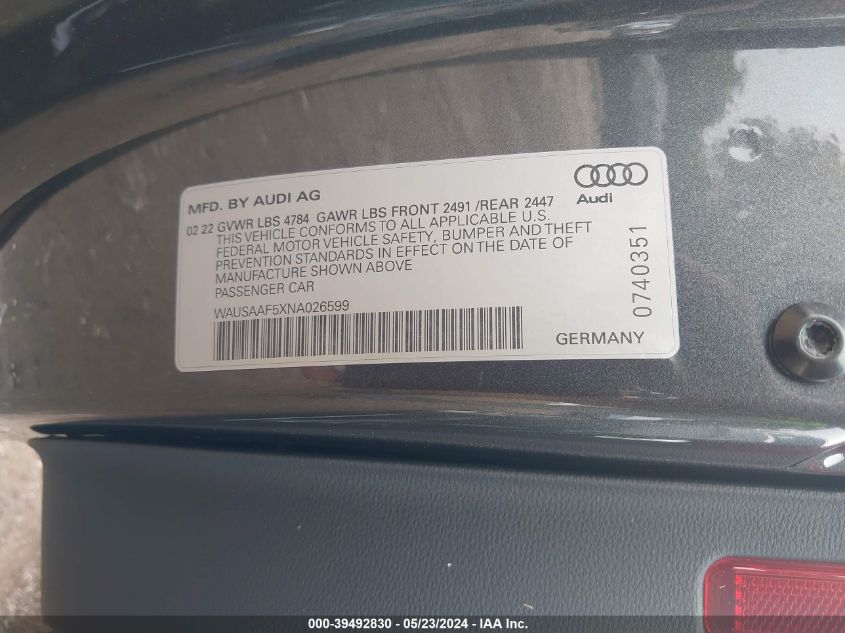 MFD. BY AUDI AG
Audi
02 22 GVWR LBS 4784 GAWR LBS FRONT 2491 /REAR 2447
THIS VEHICLE CONFORMS TO ALL APPLICABLE U.S.
FEDERAL MOTOR VEHICLE SAFETY, BUMPER AND THEFT
PREVENTION STANDARDS IN EFFECT ON THE DATE OF
MANUFACTURE SHOWN ABOVE
PASSENGER CAR
WAUSAAF5XNA026599
GERMANY
0740351
000-39492830 - 05/23/2024 - IAA Inc.